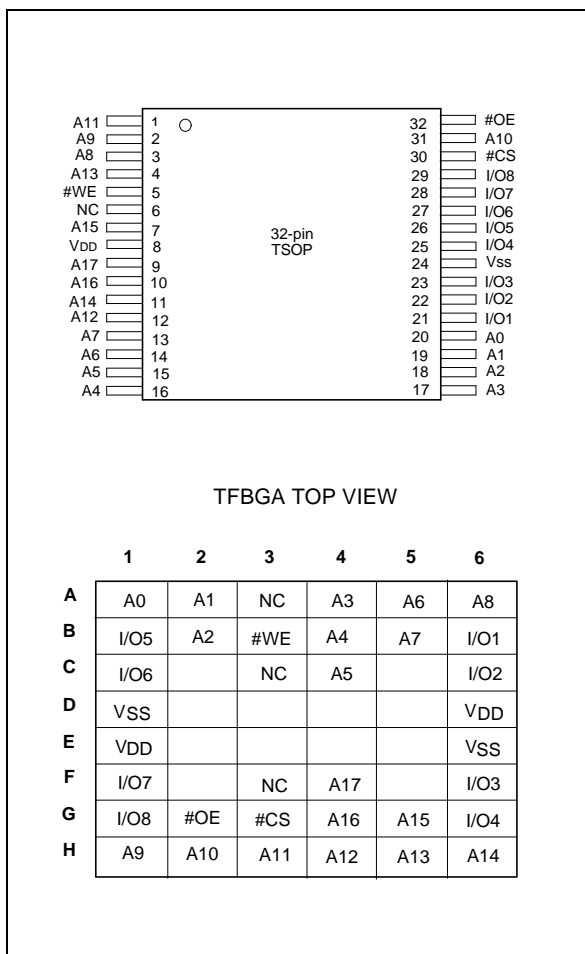 A11 1 32 #OE
A9 2 31 A10
A8 3 30 #CS
A13 4 29 I/O8
#WE 5 28 I/O7
NC 6 27 I/O6
A15 7 26 I/O5
VDD 8 25 I/O4
A17 9 24 Vss
A16 10 23 I/O3
A14 11 22 I/O2
A12 12 21 I/O1
A7 13 20 A0
A6 14 19 A1
A5 15 18 A2
A4 16 17 A3
32-pin
TSOP
TFBGA TOP VIEW
1 2 3 4 5 6
A A0 A1 NC A3 A6 A8
B I/O5 A2 #WE A4 A7 I/O1
C I/O6 NC A5 I/O2
D VSS VDD
E VDD VSS
F I/O7 NC A17 I/O3
G I/O8 #OE #CS A16 A15 I/O4
H A9 A10 A11 A12 A13 A14